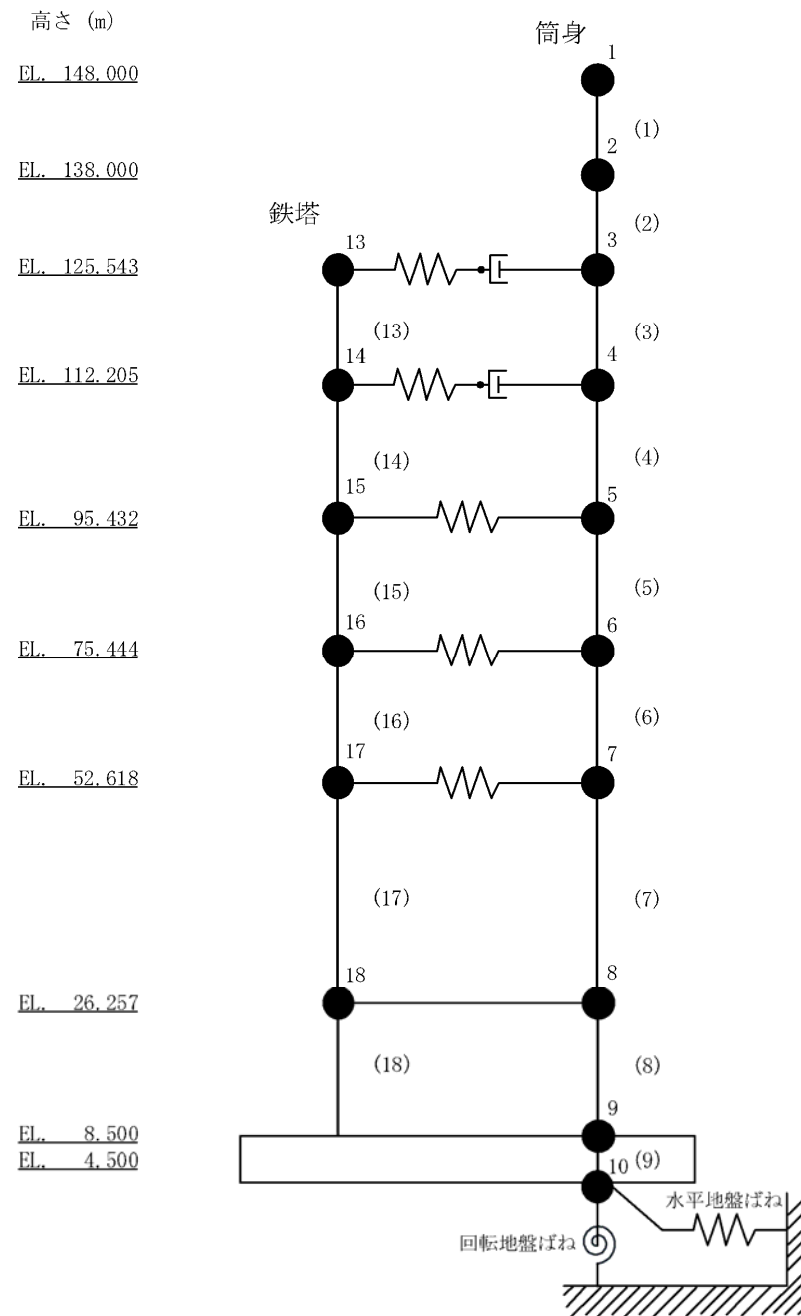 高さ (m)
筒身
1
EL. 148.000
(1)
2
EL. 138.000
(2)
鉄塔
13
3
EL. 125.543
(13)
(3)
14
4
EL. 112.205
(14)
(4)
15
5
EL. 95.432
(15)
(5)
16
6
EL. 75.444
(16)
(6)
17
7
EL. 52.618
(17)
(7)
18
8
EL. 26.257
(18)
(8)
9
EL. 8.500
EL. 4.500
10 (9)
水平地盤ばね
回転地盤ばね